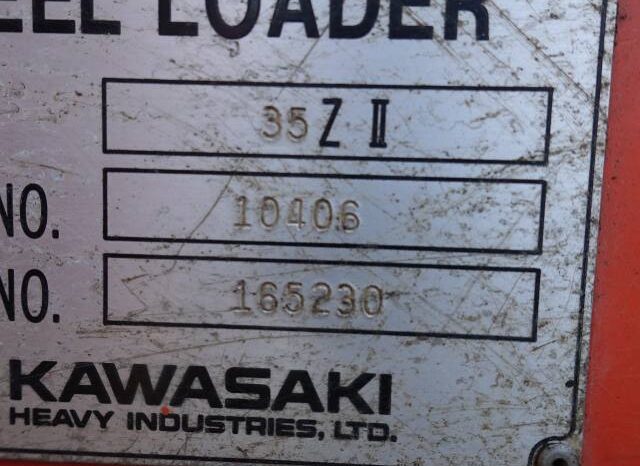 EEL LOADER
35Z II
NO. 10406
NO. 165230
KAWASAKI
HEAVY INDUSTRIES, LTD.